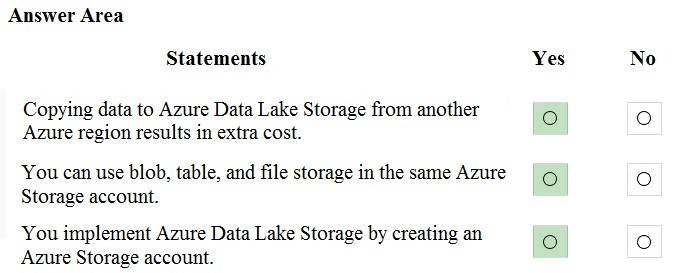 Answer Area
Statements Yes No
Copying data to Azure Data Lake Storage from another
Azure region results in extra cost.
You can use blob, table, and file storage in the same Azure
Storage account.
You implement Azure Data Lake Storage by creating an
Azure Storage account.